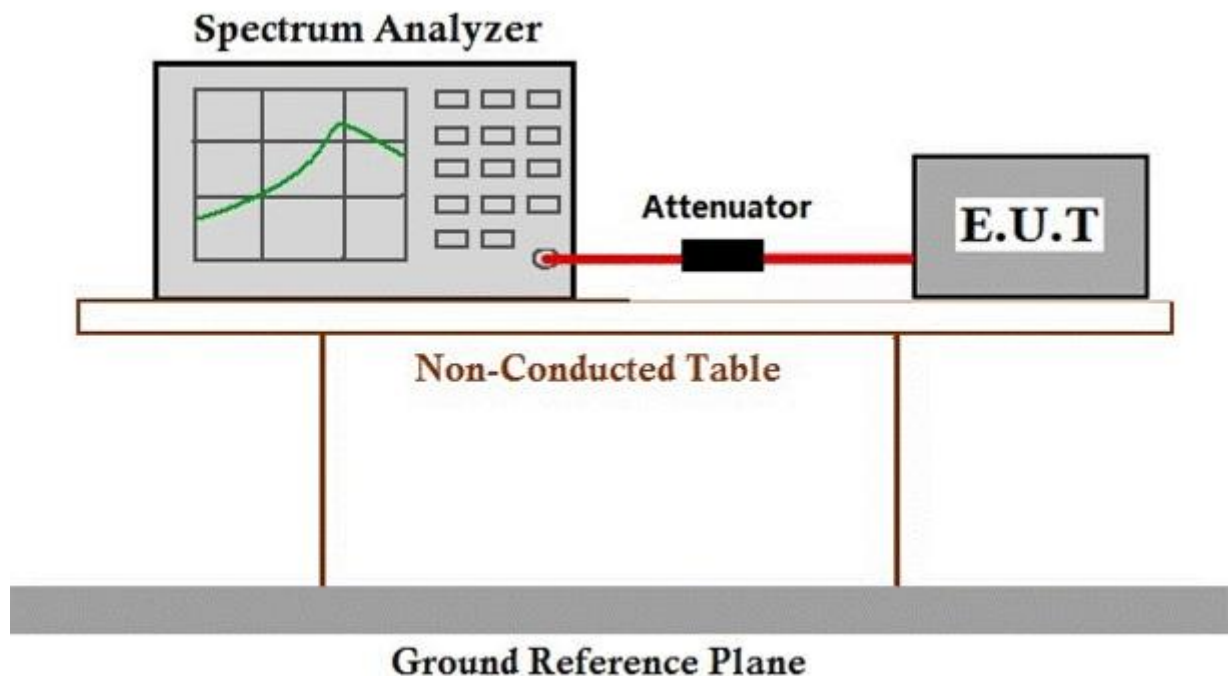 Spectrum Analyzer
Attenuator
E.U.T
Non-Conducted Table
Ground Reference Plane